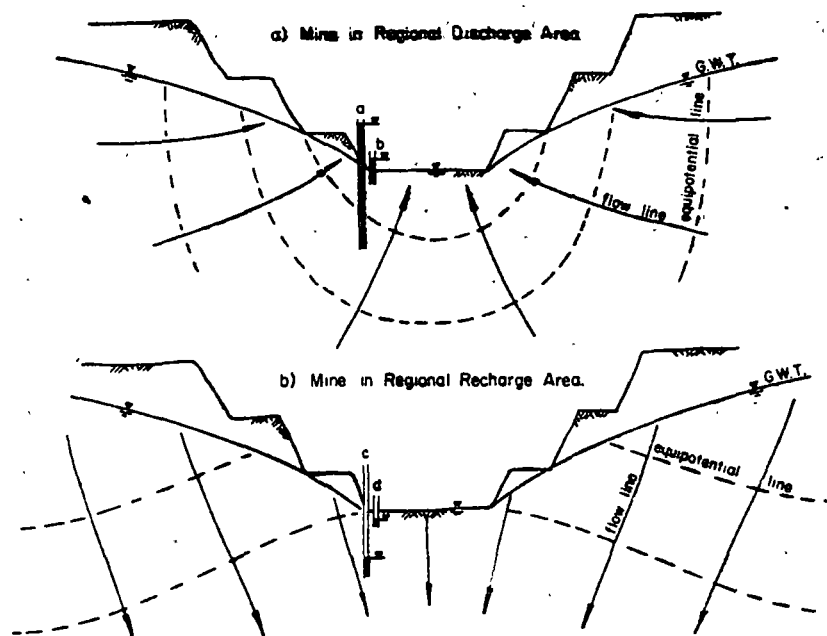 a) Mine in Regional Discharge Area
G.W.T.
a
b
equipotential line
flow line
b) Mine in Regional Recharge Area.
G.W.T.
c
d
equipotential line
flow line